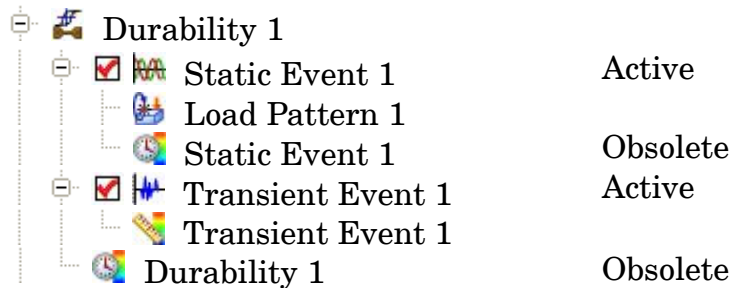 Durability 1
Static Event 1 Active
Load Pattern 1
Static Event 1 Obsolete
Transient Event 1 Active
Transient Event 1
Durability 1 Obsolete